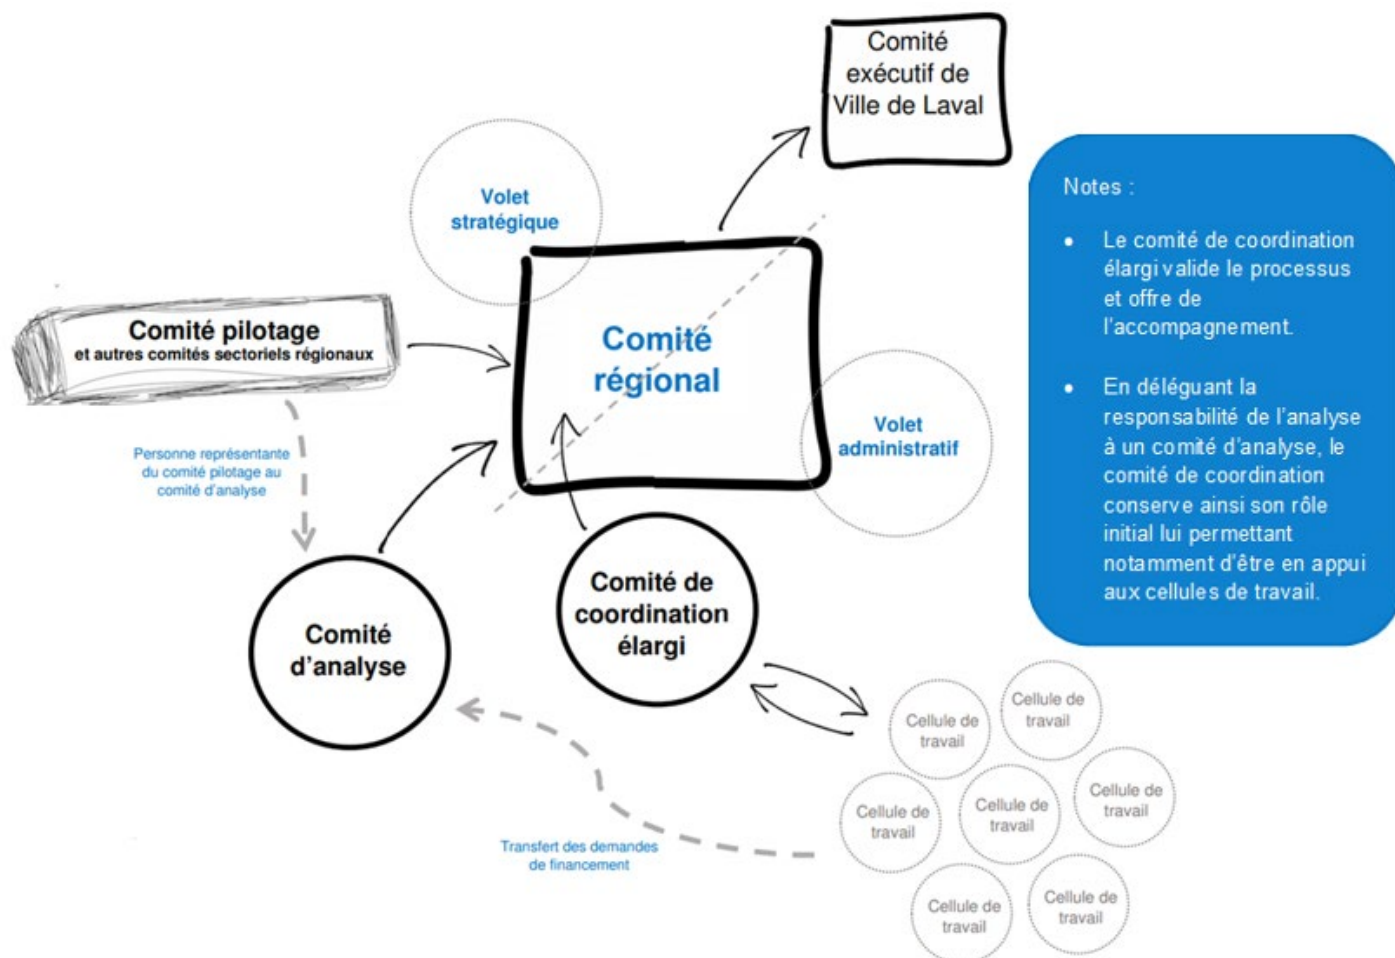 Comité
exécutif de
Ville de Laval
Volet
stratégique
Comité pilotage
et autres comités sectoriels régionaux
Comité
régional
Volet
administratif
Personne représentante
du comité pilotage au
comité d’analyse
Comité
d’analyse
Comité de
coordination
élargi
Transfert des demandes
de financement
Cellule de
travail
Cellule de
travail
Cellule de
travail
Cellule de
travail
Cellule de
travail
Cellule de
travail
Cellule de
travail
Notes :
• Le comité de coordination
élargi valide le processus
et offre de
l’accompagnement.
• En déléguant la
responsabilité de l’analyse
à un comité d’analyse, le
comité de coordination
conserve ainsi son rôle
initial lui permettant
notamment d’être en appui
aux cellules de travail.